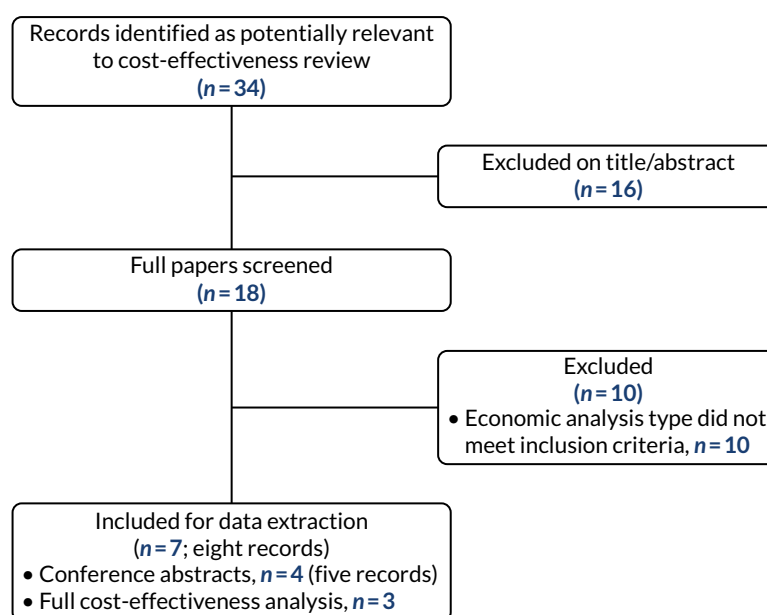 Records identified as potentially relevant
to cost-effectiveness review
(n = 34)
Excluded on title/abstract
(n = 16)
Full papers screened
(n = 18)
Excluded
(n = 10)
• Economic analysis type did not
meet inclusion criteria, n = 10
Included for data extraction
(n = 7; eight records)
• Conference abstracts, n = 4 (five records)
• Full cost-effectiveness analysis, n = 3